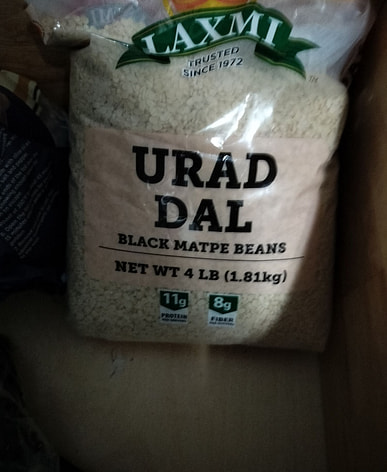 LAXMI
TRUSTED
SINCE 1972
URAD
DAL
BLACK MATPE BEANS
NET WT 4 LB (1.81kg)
11g 8g
PROTEIN FIBER